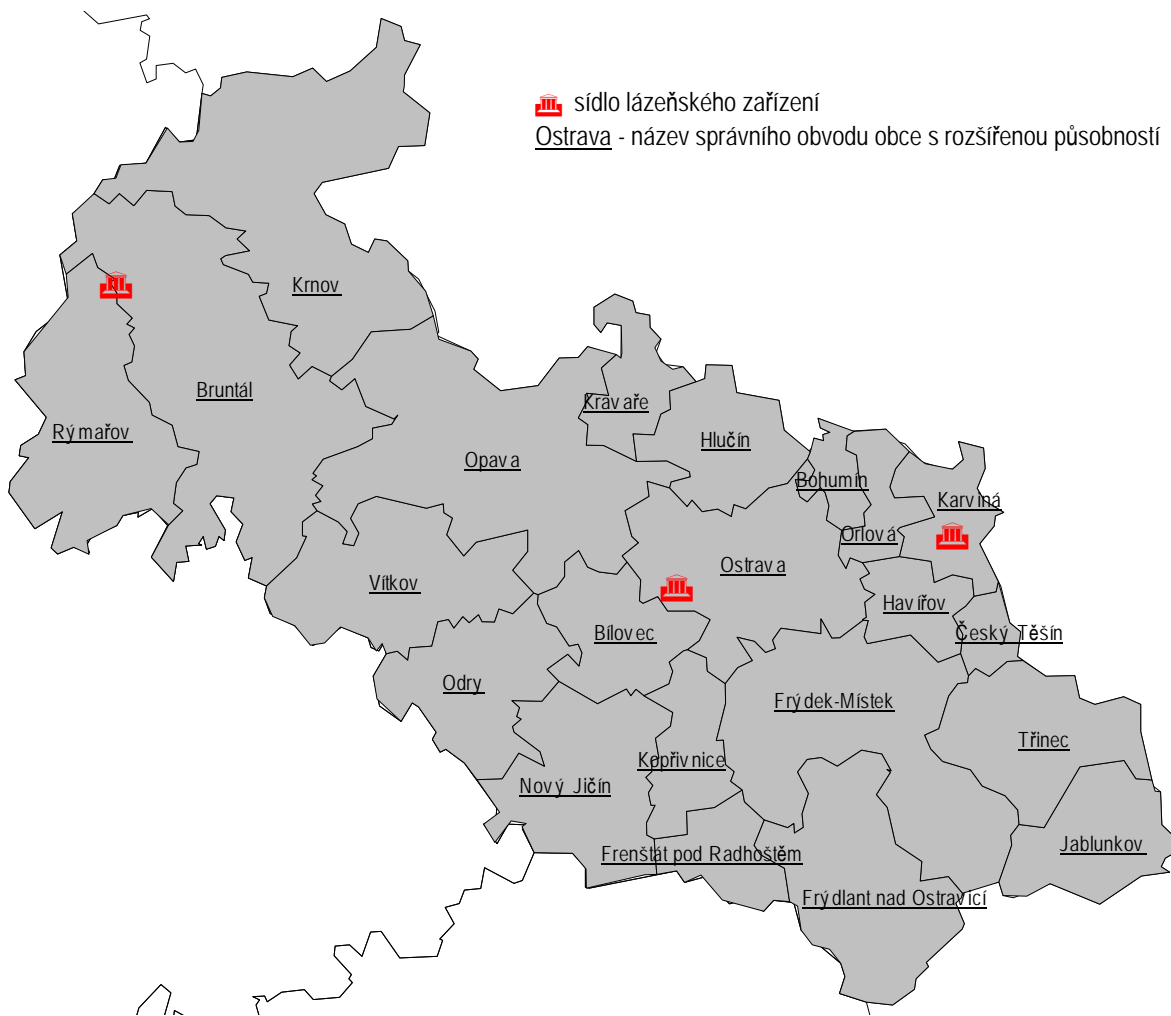 sídlo lázeňského zařízení
Ostrava - název správního obvodu obce s rozšířenou působností
Krnov
Bruntál
Kravaře
Rýmařov
Hlučín
Opava
Bohumín
Karviná
Orlová
Ostrava
Vítkov
Havířov
Bílovec
Český Těšín
Odry
Frýdek-Místek
Třinec
Kopřivnice
Nový Jičín
Jablunkov
Frenštát pod Radhoštěm
Frýdlant nad Ostravicí